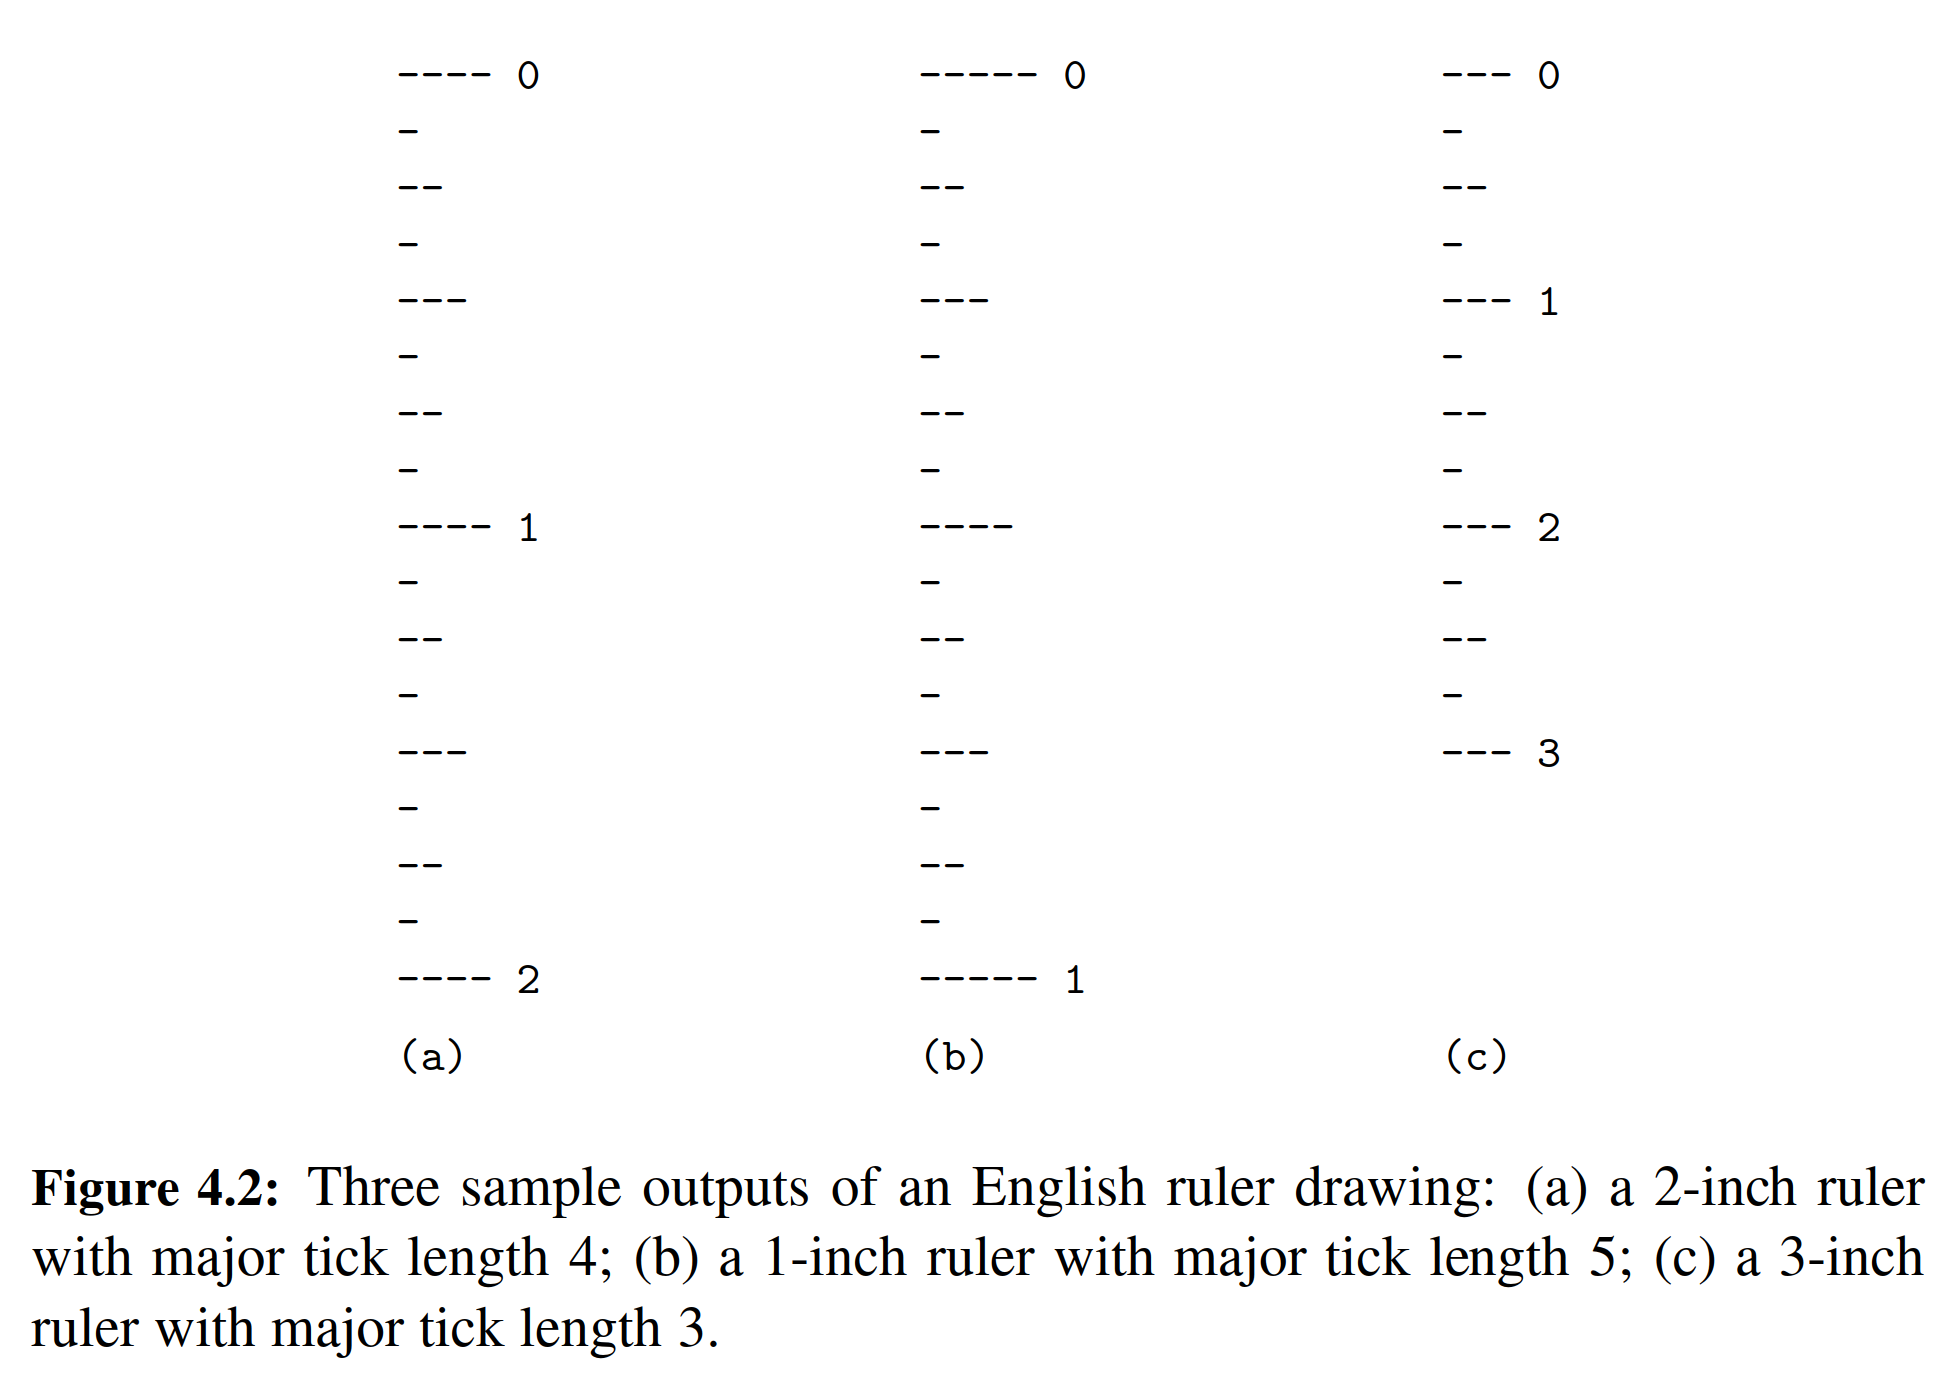 ---- 0 ----- 0 --- 0
- - -
-- -- --
- - -
--- --- --- 1
- - -
-- -- --
- - -
---- 1 ---- --- 2
- - -
-- -- --
- - -
--- --- --- 3
- -
-- --
- -
---- 2 ----- 1
(a) (b) (c)
Figure 4.2: Three sample outputs of an English ruler drawing: (a) a 2-inch ruler
with major tick length 4; (b) a 1-inch ruler with major tick length 5; (c) a 3-inch
ruler with major tick length 3.